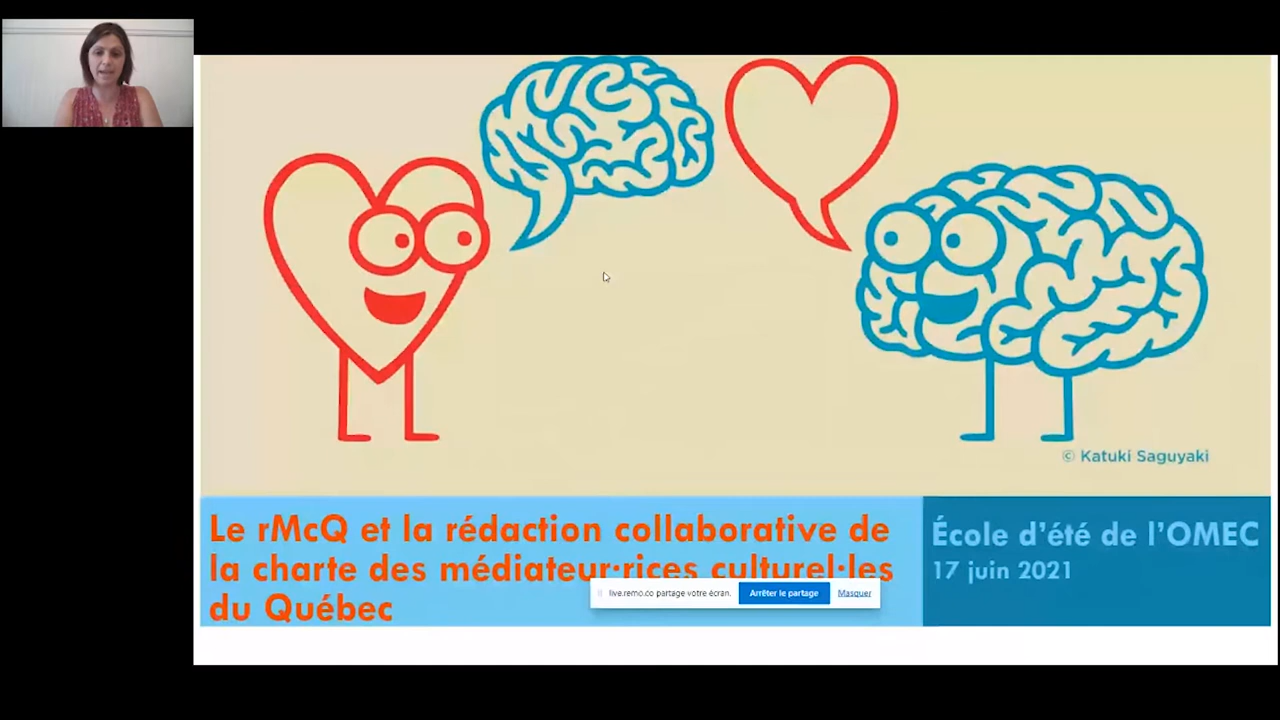 © Katuki Saguyaki
Le rMcQ et la rédaction collaborative de
la charte des médiateur·rices culturel·les
du Québec
École d'été de l'OMEC
17 juin 2021
live.remo.co partage votre écran.
Arrêter le partage
Masquer